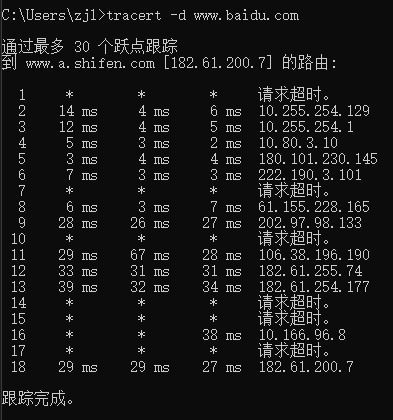 C:\Users\zj1>tracert -d www.baidu.com
通过最多 30 个跃点跟踪
到 www.a.shifen.com [182.61.200.7] 的路由:
1 * * * 请求超时。
2 14 ms 4 ms 6 ms 10.255.254.129
3 12 ms 4 ms 5 ms 10.255.254.1
4 5 ms 3 ms 2 ms 10.80.3.10
5 3 ms 4 ms 4 ms 180.101.230.145
6 7 ms 3 ms 3 ms 222.190.3.101
7 * * * 请求超时。
8 6 ms 3 ms 7 ms 61.155.228.165
9 28 ms 26 ms 27 ms 202.97.98.133
10 * * * 请求超时。
11 29 ms 67 ms 28 ms 106.38.196.190
12 33 ms 31 ms 31 ms 182.61.255.74
13 39 ms 32 ms 34 ms 182.61.254.177
14 * * * 请求超时。
15 * * * 请求超时。
16 * * 38 ms 10.166.96.8
17 * * * 请求超时。
18 29 ms 29 ms 27 ms 182.61.200.7
跟踪完成。